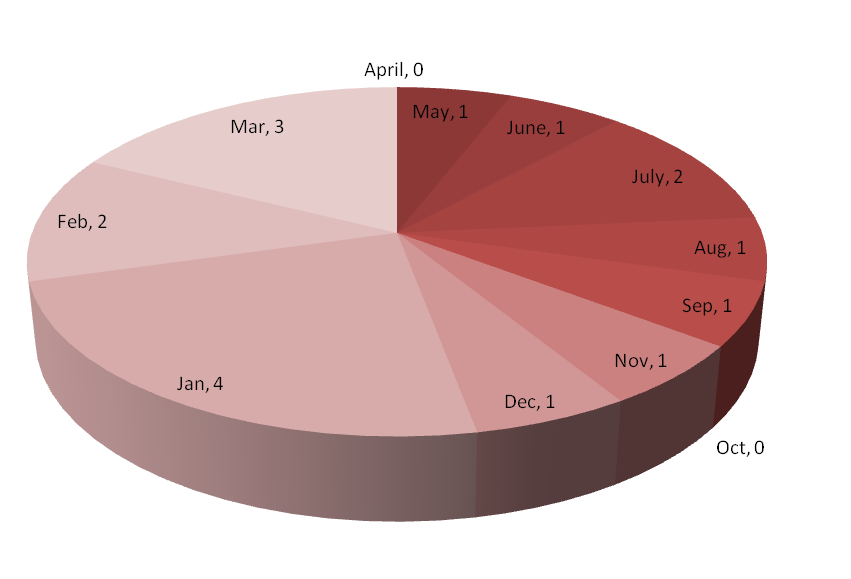 April, 0
May, 1
June, 1
July, 2
Aug, 1
Sep, 1
Oct, 0
Nov, 1
Dec, 1
Jan, 4
Feb, 2
Mar, 3